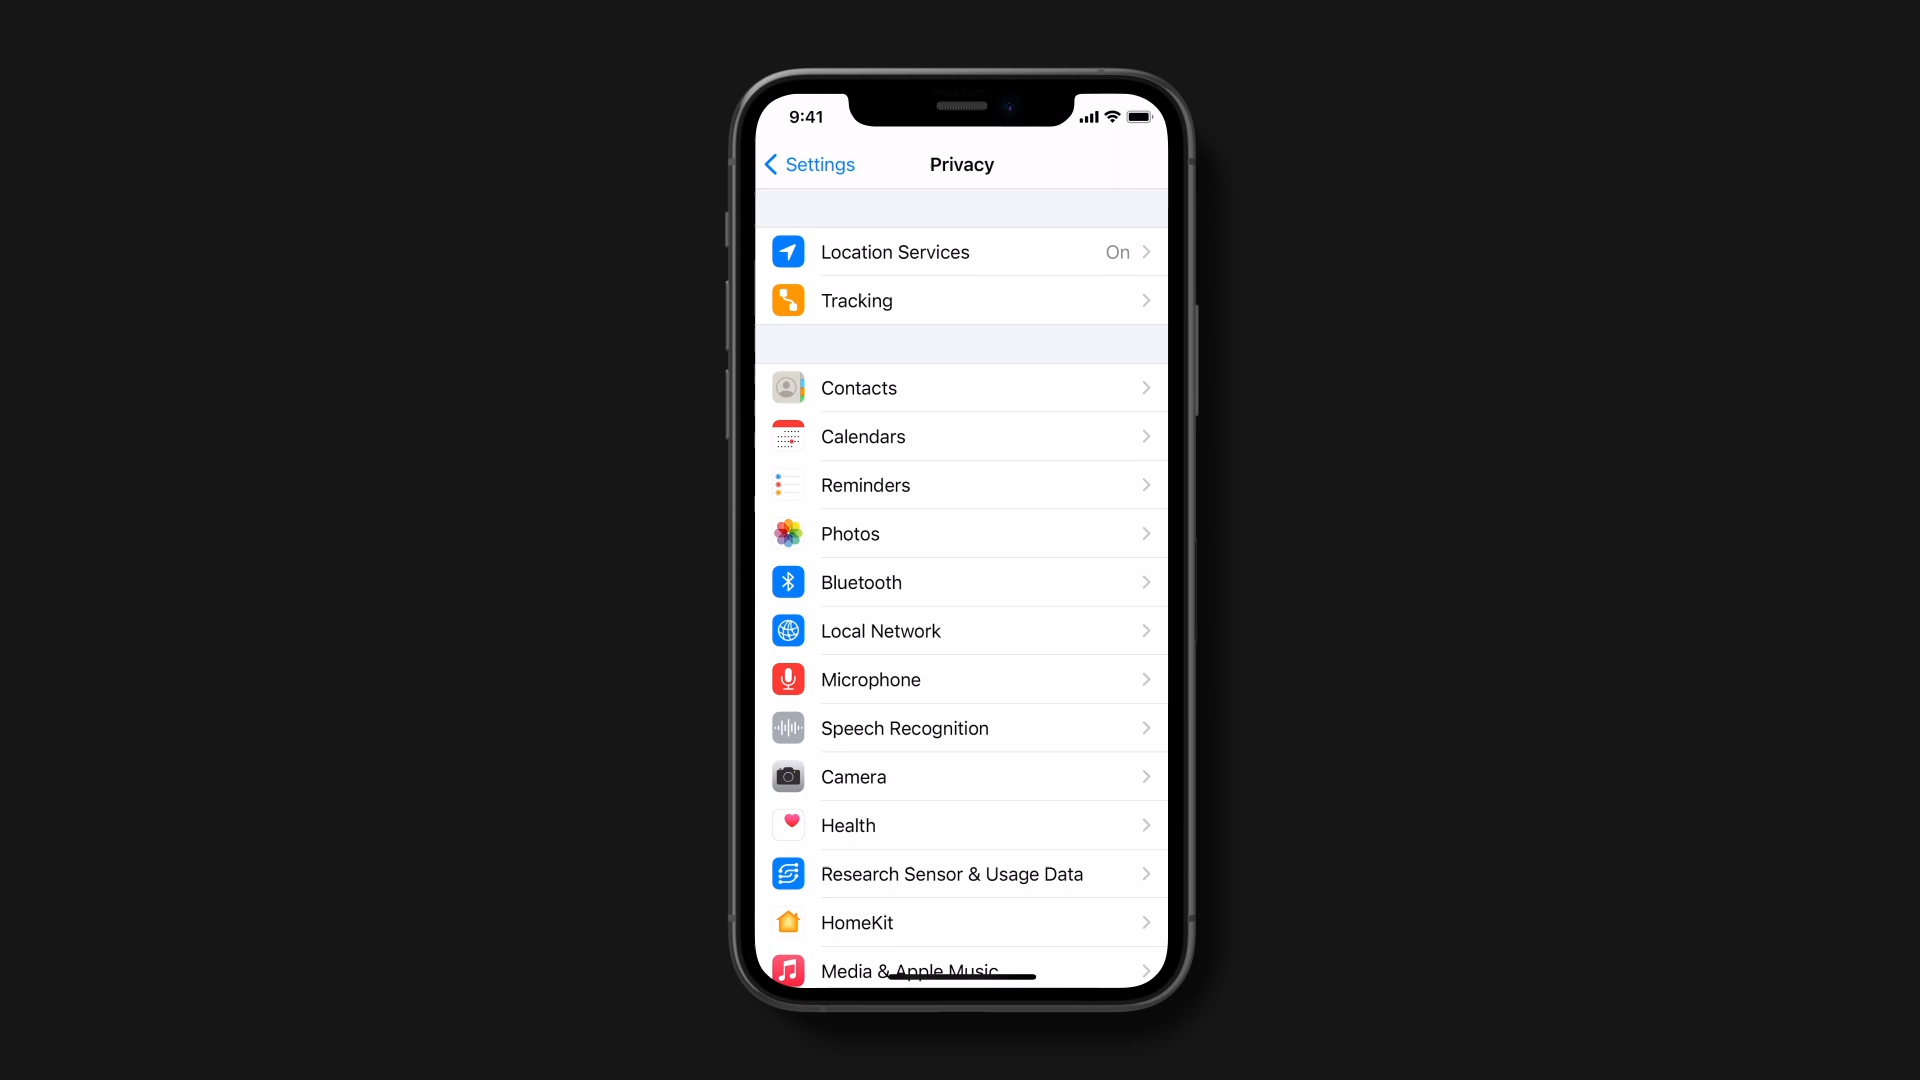 9:41
Settings
Privacy
Location Services On
Tracking
Contacts
Calendars
Reminders
Photos
Bluetooth
Local Network
Microphone
Speech Recognition
Camera
Health
Research Sensor & Usage Data
HomeKit
Media & Apple Music